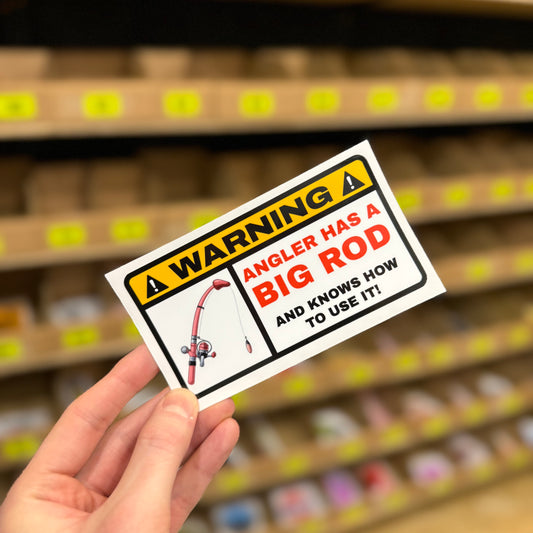 WARNING
ANGLER HAS A
BIG ROD
AND KNOWS HOW
TO USE IT!